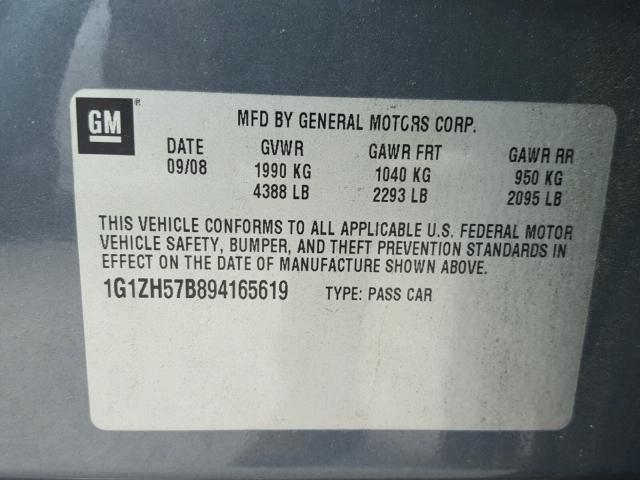 GM®
MFD BY GENERAL MOTORS CORP.
DATE GVWR GAWR FRT GAWR RR
09/08 1990 KG 1040 KG 950 KG
4388 LB 2293 LB 2095 LB
THIS VEHICLE CONFORMS TO ALL APPLICABLE U.S. FEDERAL MOTOR
VEHICLE SAFETY, BUMPER, AND THEFT PREVENTION STANDARDS IN
EFFECT ON THE DATE OF MANUFACTURE SHOWN ABOVE.
1G1ZH57B894165619 TYPE: PASS CAR